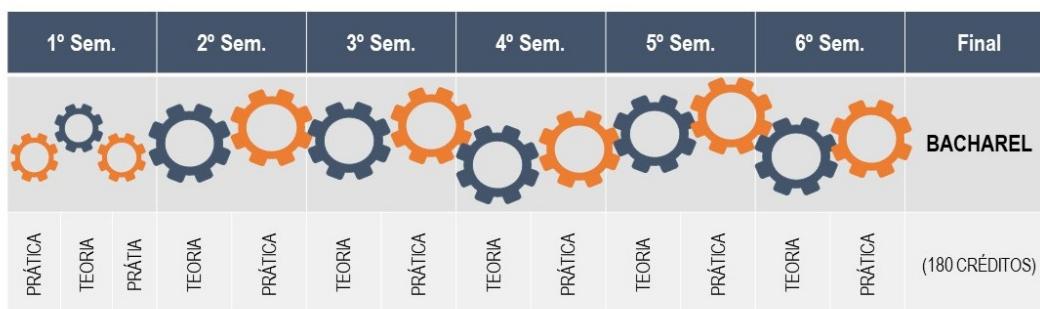 1º Sem.
2º Sem.
3º Sem.
4º Sem.
5º Sem.
6º Sem.
Final
BACHAREL
PRÁTICA
TEORIA
PRÁTIA
TEORIA
PRÁTICA
TEORIA
PRÁTICA
TEORIA
PRÁTICA
TEORIA
PRÁTICA
TEORIA
PRÁTICA
(180 CRÉDITOS)